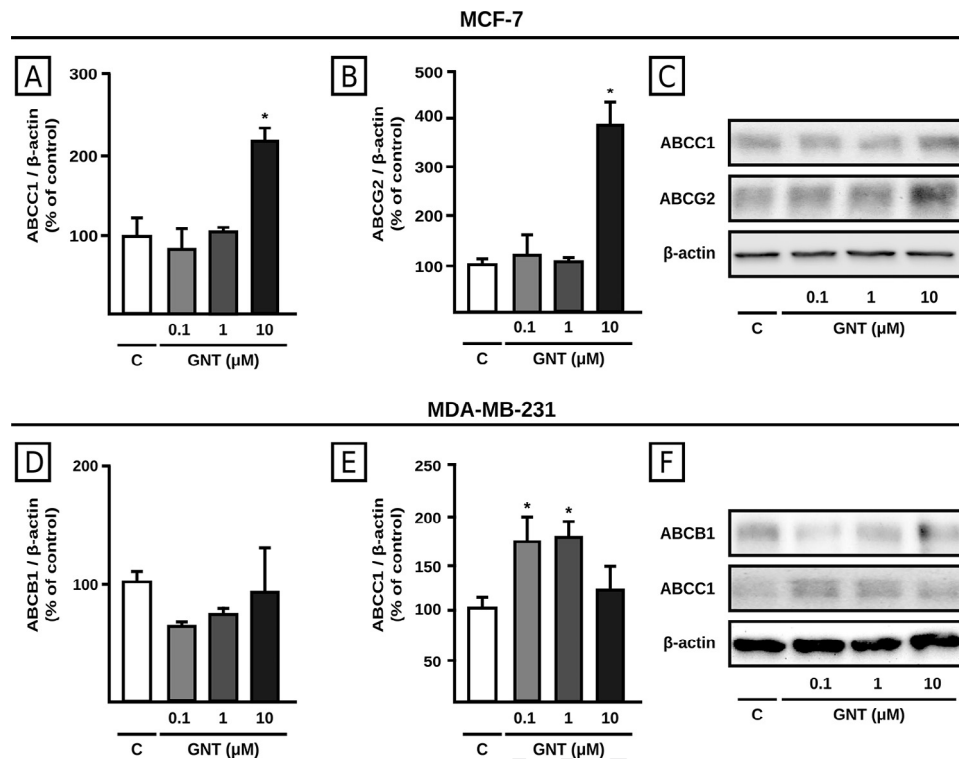 MCF-7
A
ABCC1 / β-actin
(% of control)
300
200
100
*
0.1 1 10
C GNT (µM)
B
ABCG2 / β-actin
(% of control)
500
400
300
200
100
*
0.1 1 10
C GNT (µM)
C
ABCC1
ABCG2
β-actin
0.1 1 10
C GNT (µM)
MDA-MB-231
D
ABCB1 / β-actin
(% of control)
200
100
0.1 1 10
C GNT (µM)
E
ABCC1 / β-actin
(% of control)
250
200
150
100
50
* *
0.1 1 10
C GNT (µM)
F
ABCB1
ABCC1
β-actin
0.1 1 10
C GNT (µM)